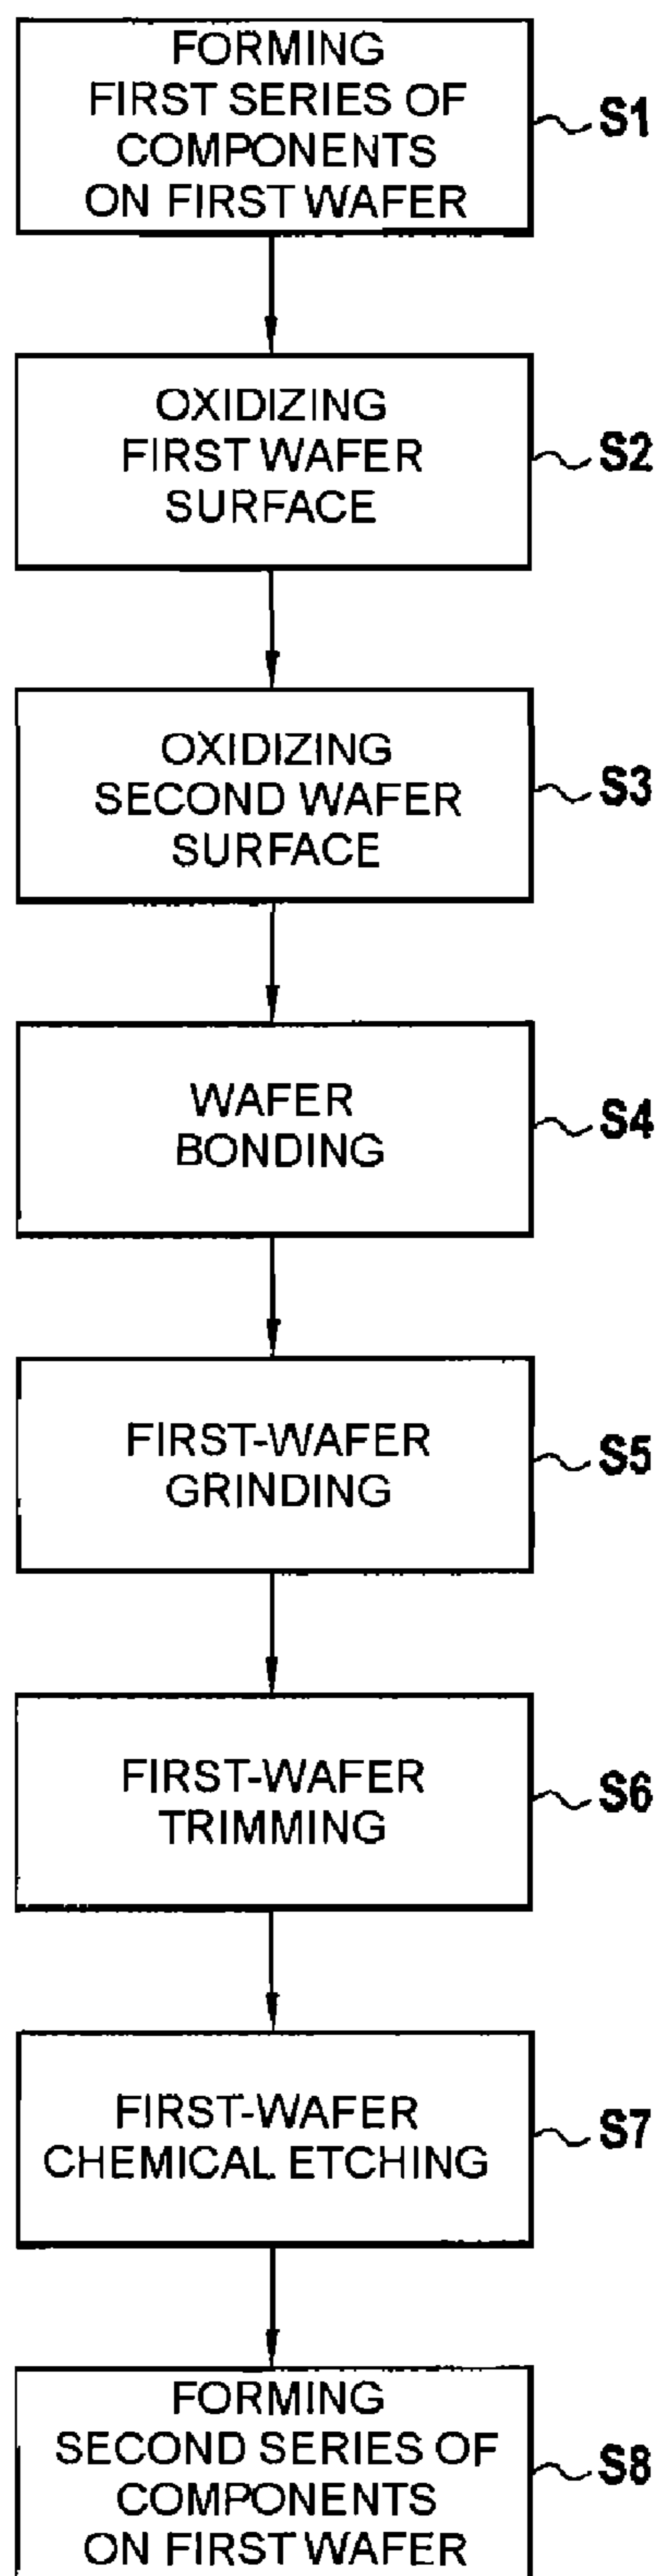 FORMING
FIRST SERIES OF
COMPONENTS
ON FIRST WAFER
S1
OXIDIZING
FIRST WAFER
SURFACE
S2
OXIDIZING
SECOND WAFER
SURFACE
S3
WAFER
BONDING
S4
FIRST-WAFER
GRINDING
S5
FIRST-WAFER
TRIMMING
S6
FIRST-WAFER
CHEMICAL ETCHING
S7
FORMING
SECOND SERIES OF
COMPONENTS
ON FIRST WAFER
S8